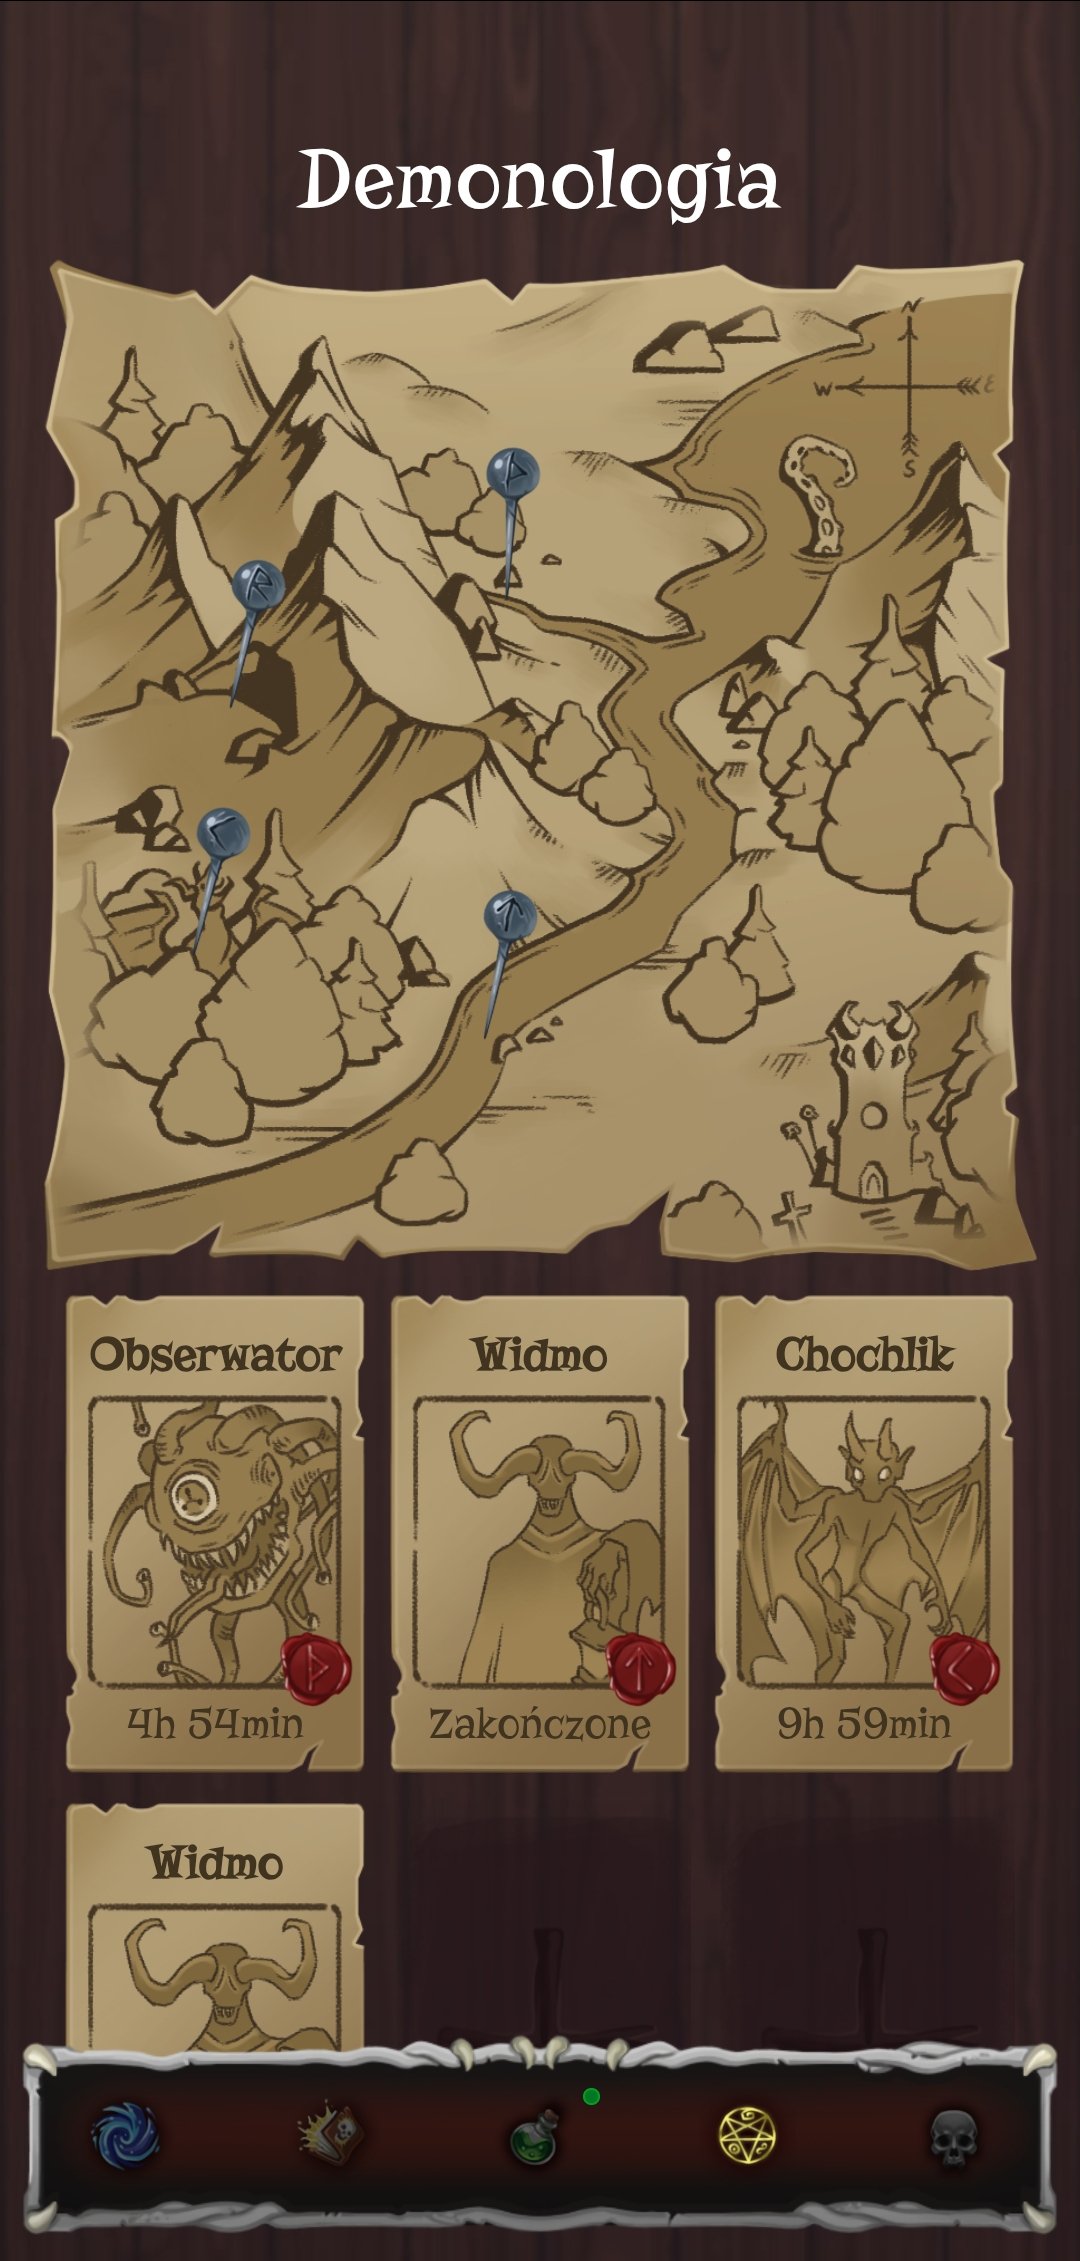 Demonologia
N
W E
S
ᚦ
ᚱ
ᚲ
ᛏ
Obserwator Widmo Chochlik
ᚦ ᛏ ᚲ
4h 54min Zakończone 9h 59min
Widmo